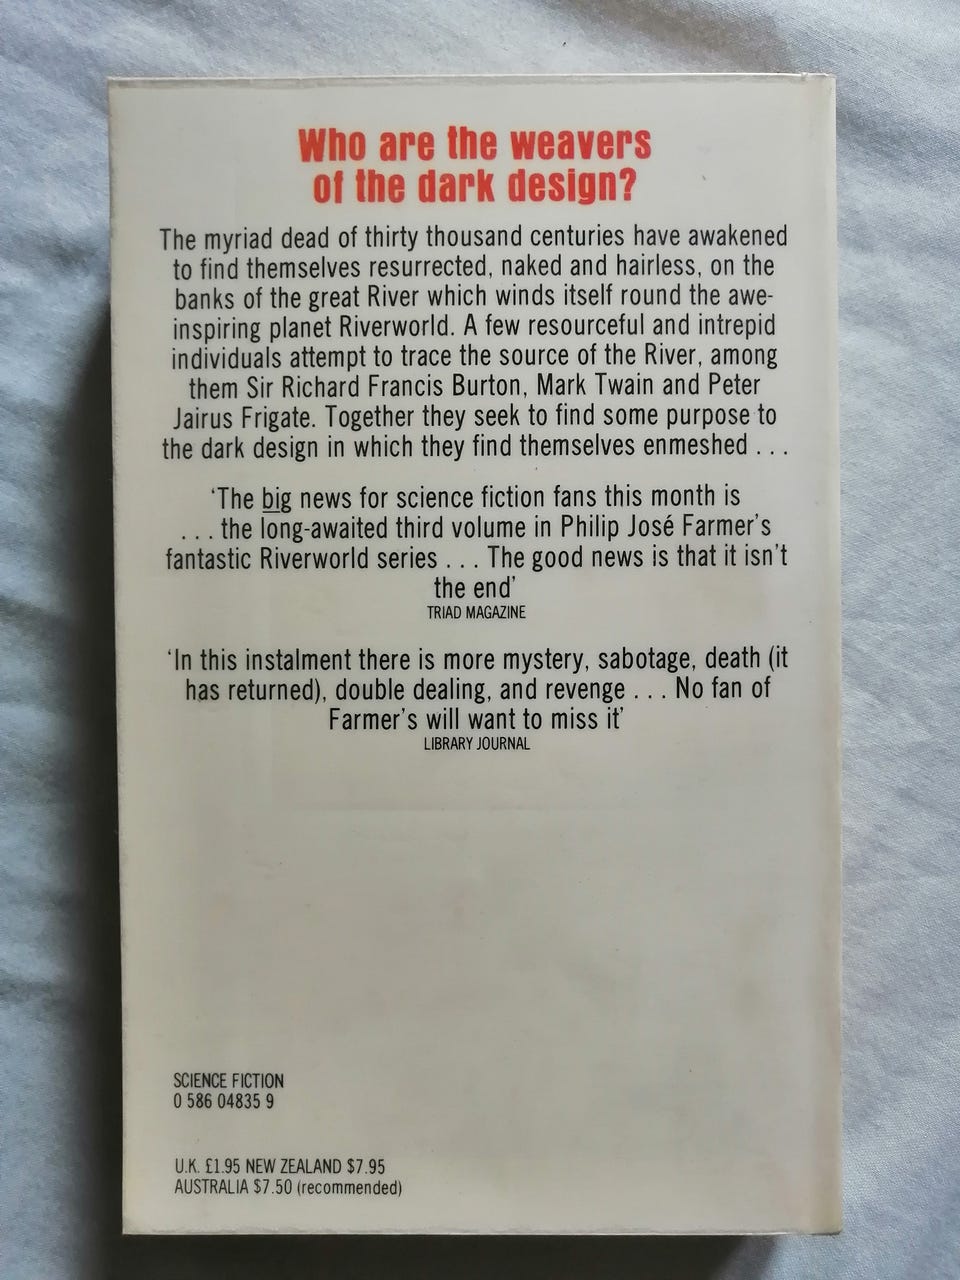 Who are the weavers
of the dark design?
The myriad dead of thirty thousand centuries have awakened
to find themselves resurrected, naked and hairless, on the
banks of the great River which winds itself round the awe-
inspiring planet Riverworld. A few resourceful and intrepid
individuals attempt to trace the source of the River, among
them Sir Richard Francis Burton, Mark Twain and Peter
Jairus Frigate. Together they seek to find some purpose to
the dark design in which they find themselves enmeshed . . .
‘The big news for science fiction fans this month is
. . . the long-awaited third volume in Philip José Farmer’s
fantastic Riverworld series . . . The good news is that it isn’t
the end’
TRIAD MAGAZINE
‘In this instalment there is more mystery, sabotage, death (it
has returned), double dealing, and revenge . . . No fan of
Farmer’s will want to miss it’
LIBRARY JOURNAL
SCIENCE FICTION
0 586 04835 9
U.K. £1.95 NEW ZEALAND $7.95
AUSTRALIA $7.50 (recommended)